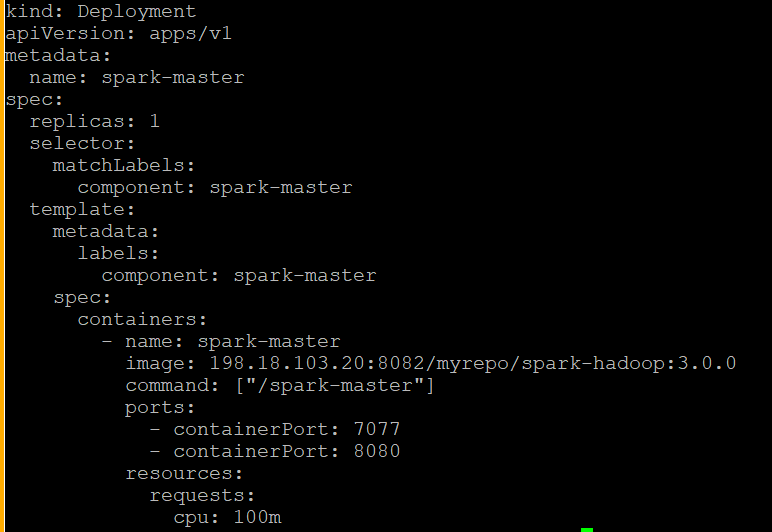 kind: Deployment
apiVersion: apps/v1
metadata:
  name: spark-master
spec:
  replicas: 1
  selector:
    matchLabels:
      component: spark-master
  template:
    metadata:
      labels:
        component: spark-master
    spec:
      containers:
        - name: spark-master
          image: 198.18.103.20:8082/myrepo/spark-hadoop:3.0.0
          command: ["/spark-master"]
          ports:
            - containerPort: 7077
            - containerPort: 8080
          resources:
            requests:
              cpu: 100m